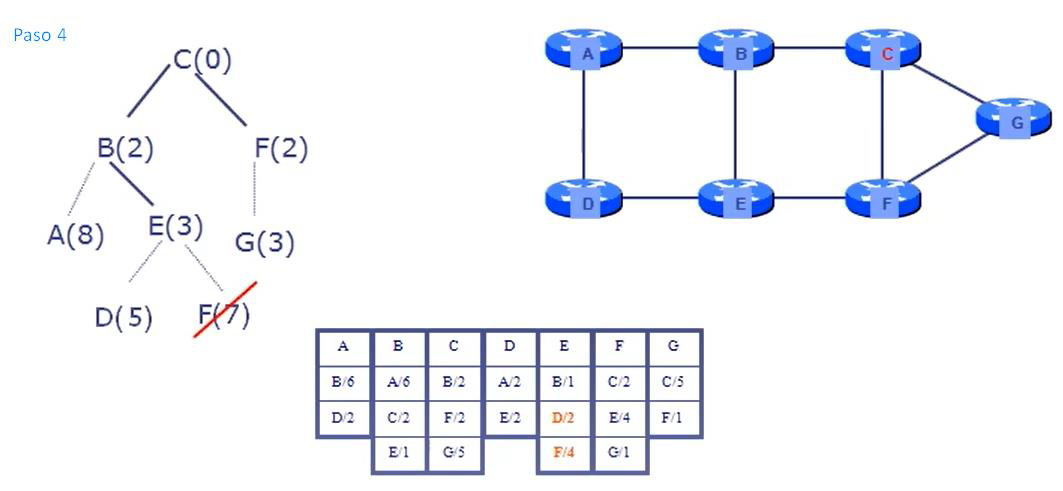 Paso 4
C(0)
B(2) F(2)
A(8) E(3) G(3)
D(5) F(7)
A B C
G
D E F
A B C D E F G
B/6 A/6 B/2 A/2 B/1 C/2 C/5
D/2 C/2 F/2 E/2 D/2 E/4 F/1
E/1 G/5 F/4 G/1